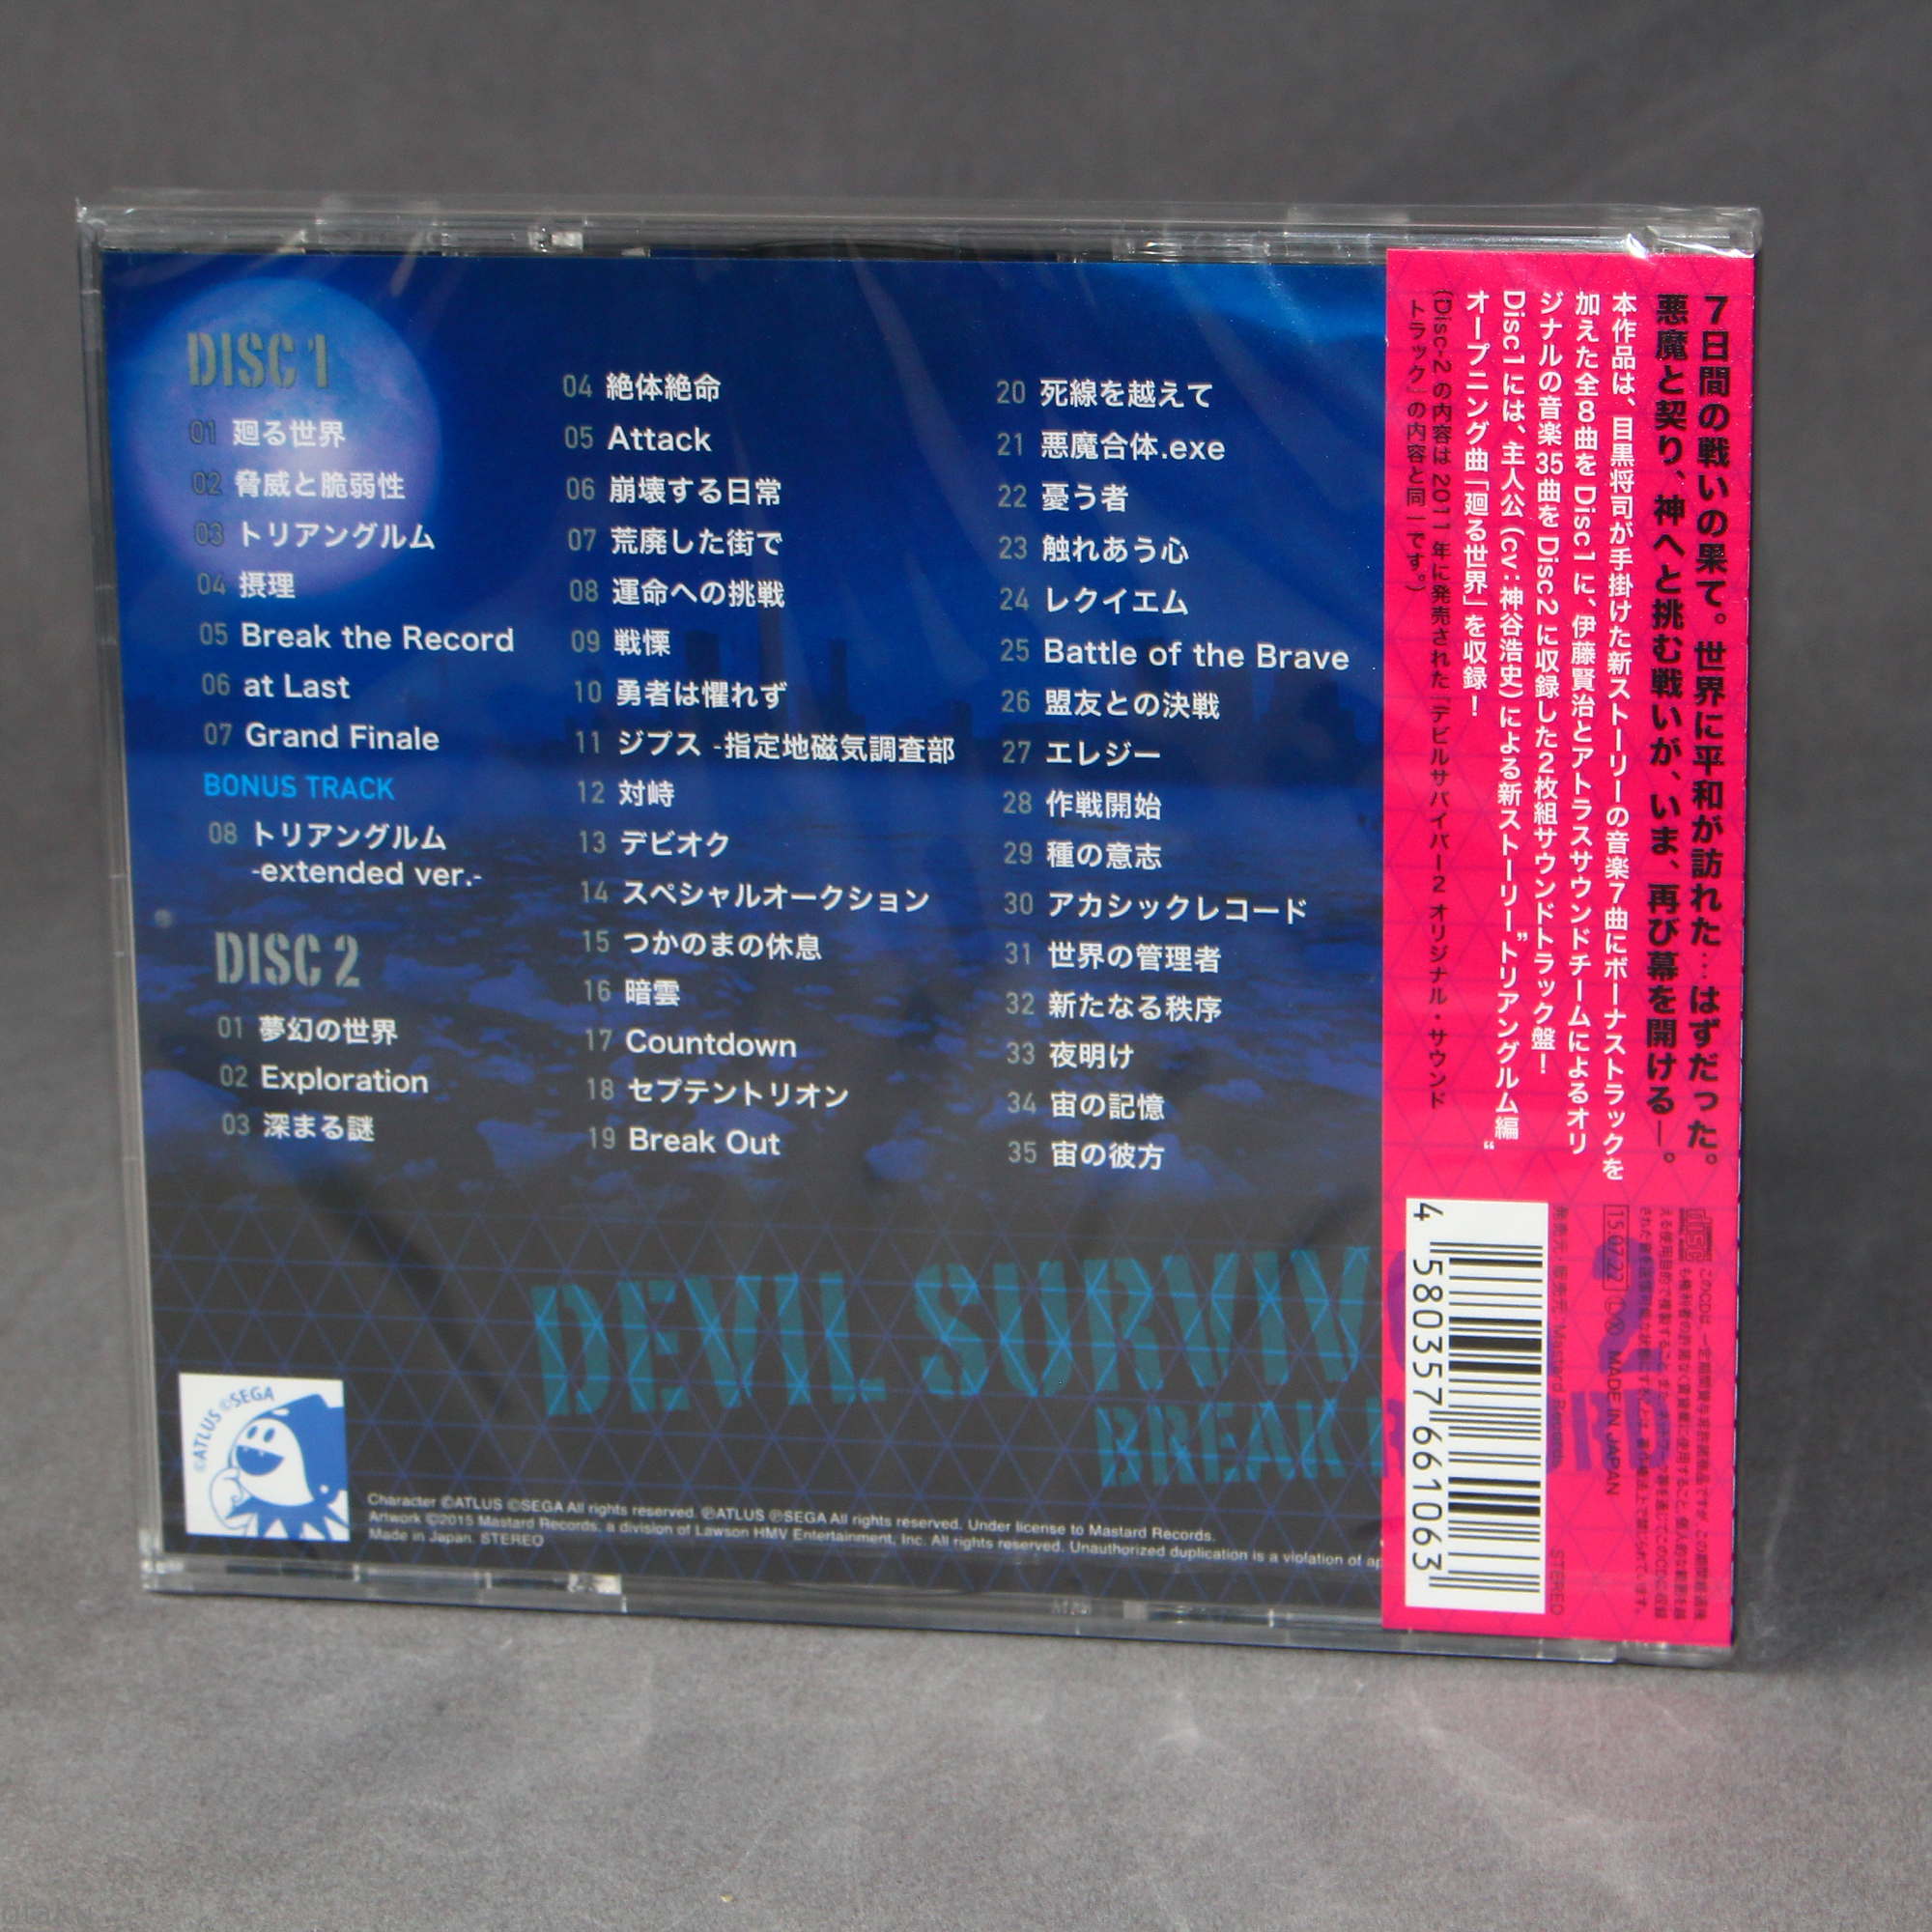 DISC 1
01 廻る世界
02 脅威と脆弱性
03 トリアングルム
04 摂理
05 Break the Record
06 at Last
07 Grand Finale
BONUS TRACK
08 トリアングルム
-extended ver.-
DISC 2
01 夢幻の世界
02 Exploration
03 深まる謎
04 絶体絶命
05 Attack
06 崩壊する日常
07 荒廃した街で
08 運命への挑戦
09 戦慄
10 勇者は懼れず
11 ジプス -指定地磁気調査部
12 対峙
13 デビオク
14 スペシャルオークション
15 つかのまの休息
16 暗雲
17 Countdown
18 セプテントリオン
19 Break Out
20 死線を越えて
21 悪魔合体.exe
22 憂う者
23 触れあう心
24 レクイエム
25 Battle of the Brave
26 盟友との決戦
27 エレジー
28 作戦開始
29 種の意志
30 アカシックレコード
31 世界の管理者
32 新たなる秩序
33 夜明け
34 宙の記憶
35 宙の彼方
7日間の戦いの果て。世界に平和が訪れた…はずだった。
悪魔と契り、神へと挑む戦いが、いま、再び幕を開ける―。
本作品は、目黒将司が手掛けた新ストーリーの音楽7曲にボーナストラックを
加えた全8曲をDisc1に、伊藤賢治とアトラスサウンドチームによるオリ
ジナルの音楽35曲をDisc2に収録した2枚組サウンドトラック盤!
Disc1には、主人公(cv:神谷浩史)による新ストーリー"トリアングルム編"
オープニング曲「廻る世界」を収録!
(Disc-2の内容は2011年に発売された「デビルサバイバー2 オリジナル・サウンド
トラック」の内容と同一です。)
DEVIL SURVIV 2
BREAK R
©ATLUS ©SEGA
Character ©ATLUS ©SEGA All rights reserved. ℗ATLUS ℗SEGA All rights reserved. Under license to Mastard Records.
Artwork ©2015 Mastard Records, a division of Lawson HMV Entertainment, Inc. All rights reserved. Unauthorized duplication is a violation of ap
Made in Japan. STEREO
15.07.22 MADE IN JAPAN
発売元・販売元 Mastard Records STEREO
4 580357 661063